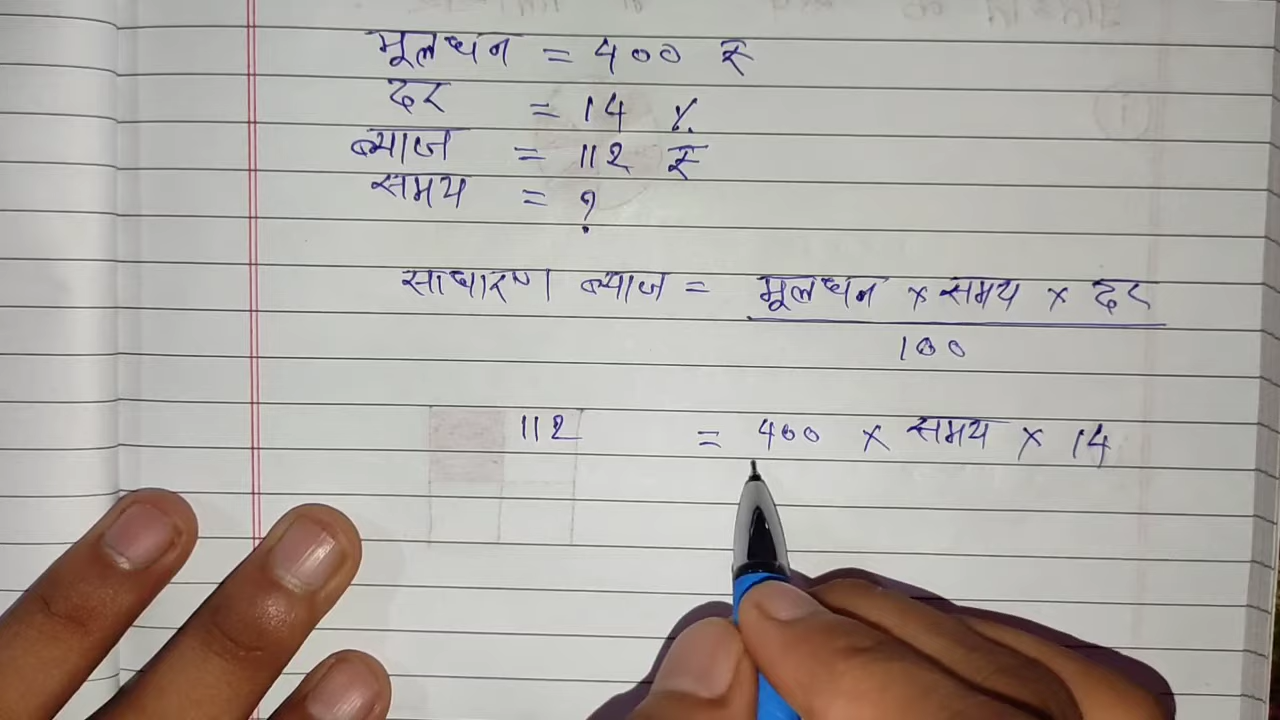 मूलधन = 400 ₹
दर = 14 %
ब्याज = 112 ₹
समय = ?
साधारण ब्याज = मूलधन × समय × दर
100
112 = 400 × समय × 14